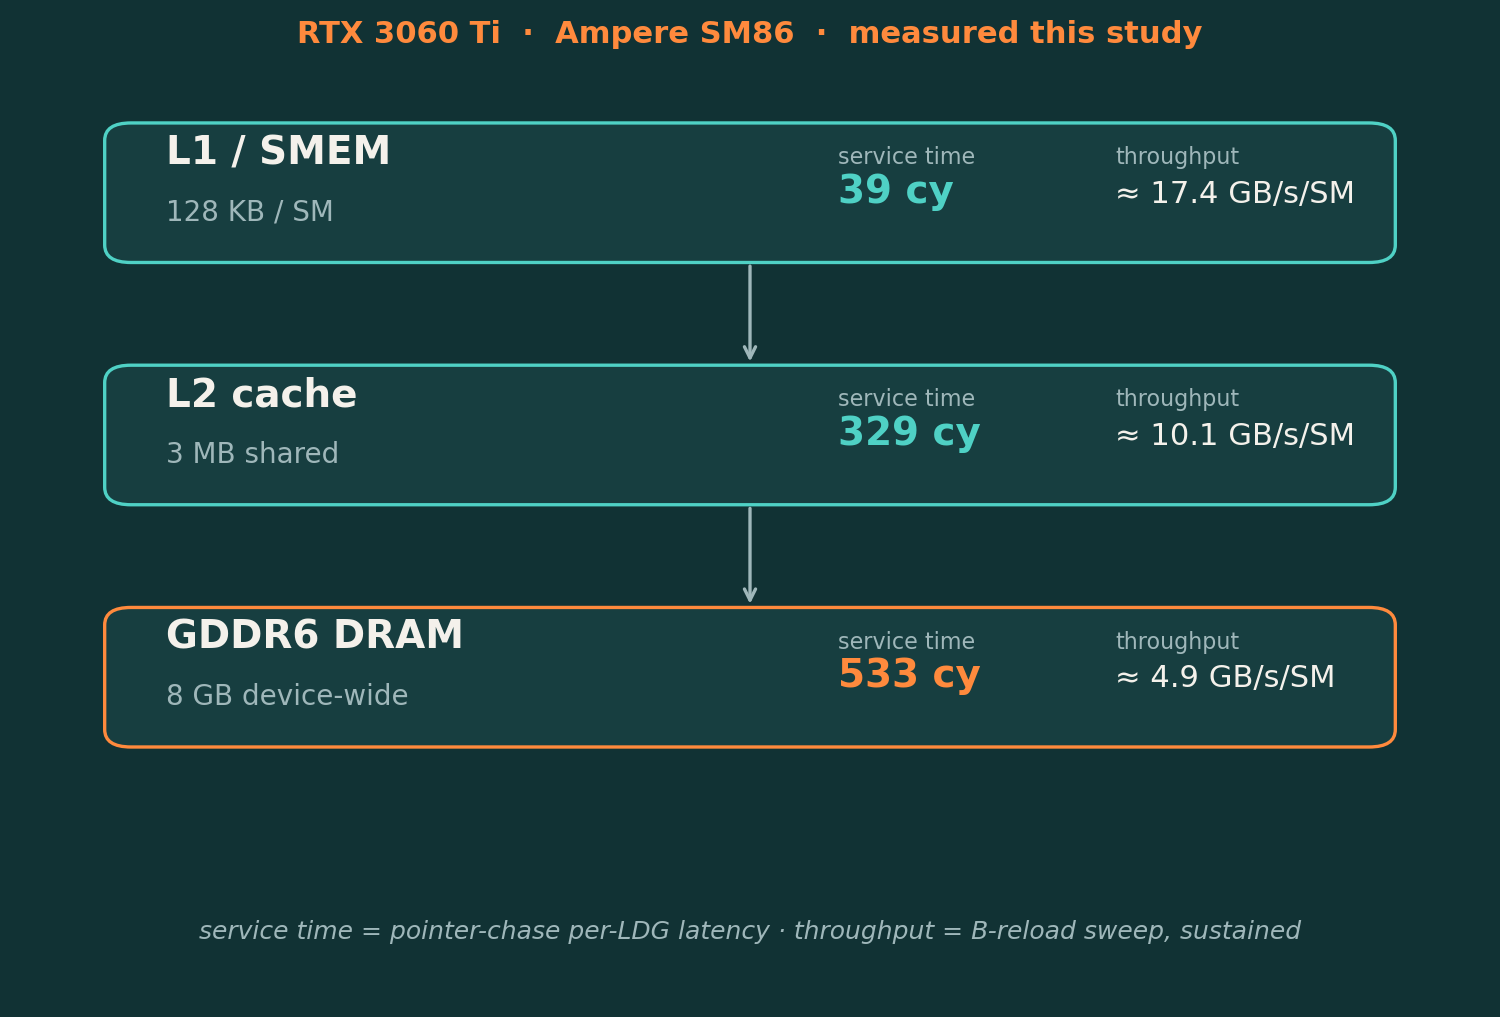 RTX 3060 Ti · Ampere SM86 · measured this study
L1 / SMEM
128 KB / SM
service time
39 cy
throughput
≈ 17.4 GB/s/SM
L2 cache
3 MB shared
service time
329 cy
throughput
≈ 10.1 GB/s/SM
GDDR6 DRAM
8 GB device-wide
service time
533 cy
throughput
≈ 4.9 GB/s/SM
service time = pointer-chase per-LDG latency · throughput = B-reload sweep, sustained